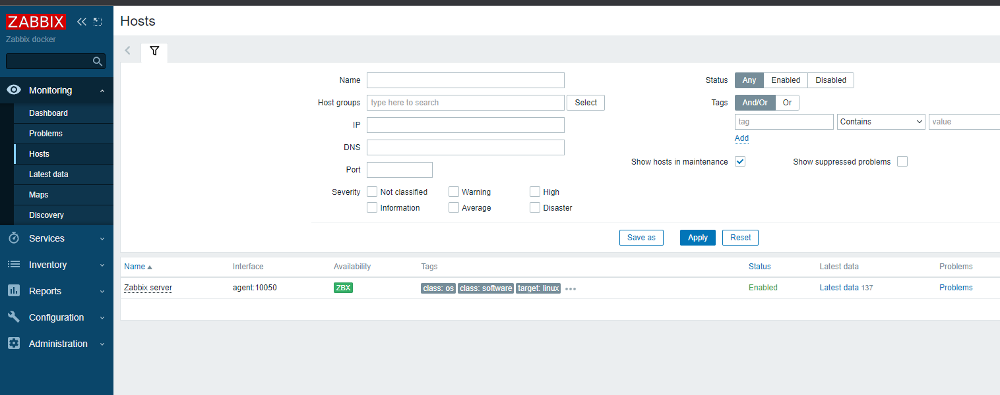 ZABBIX
Zabbix docker
Monitoring
Dashboard
Problems
Hosts
Latest data
Maps
Discovery
Services
Inventory
Reports
Configuration
Administration
Hosts
Name
Host groups type here to search Select
IP
DNS
Port
Severity Not classified Warning High
Information Average Disaster
Status Any Enabled Disabled
Tags And/Or Or
tag Contains value
Add
Show hosts in maintenance Show suppressed problems
Save as Apply Reset
Name Interface Availability Tags Status Latest data Problems
Zabbix server agent:10050 ZBX class: os class: software target: linux ••• Enabled Latest data 137 Problems